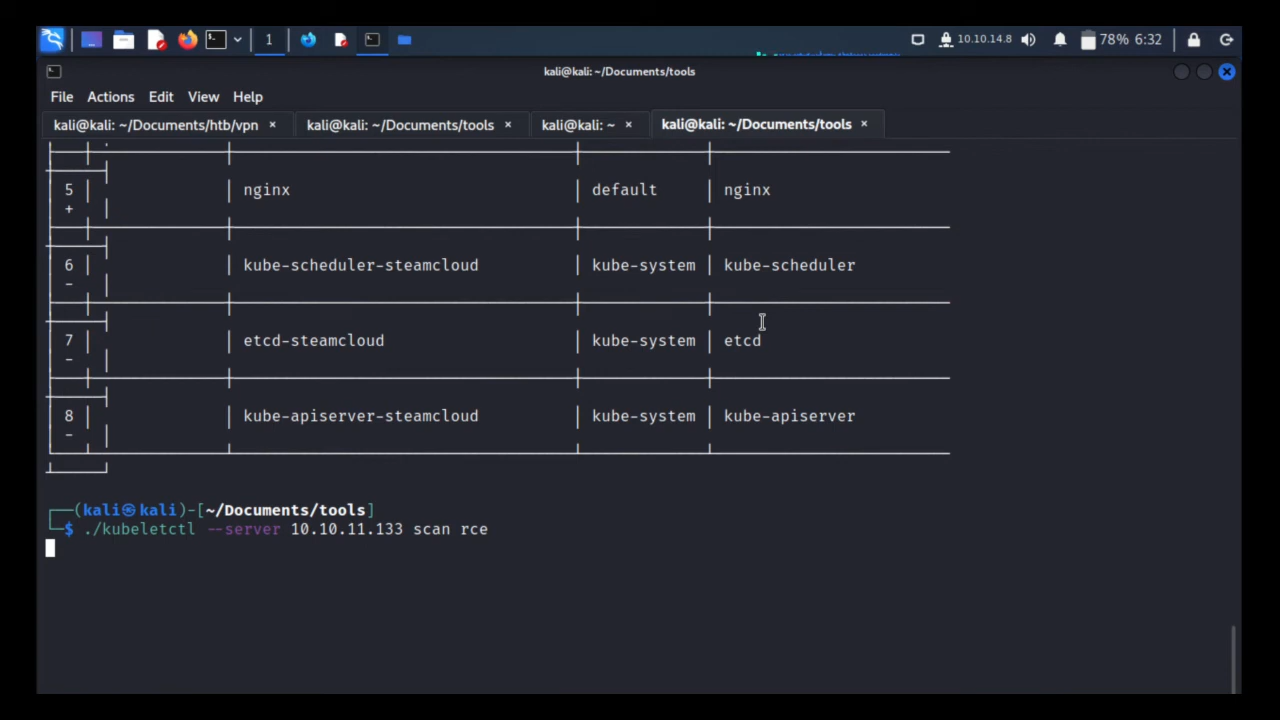 1
10.10.14.8
78%
6:32
kali@kali: ~/Documents/tools
File Actions Edit View Help
kali@kali: ~/Documents/htb/vpn × kali@kali: ~/Documents/tools × kali@kali: ~ × kali@kali: ~/Documents/tools ×
5 | | nginx | default | nginx
+ |
6 | | kube-scheduler-steamcloud | kube-system | kube-scheduler
- |
7 | | etcd-steamcloud | kube-system | etcd
- |
8 | | kube-apiserver-steamcloud | kube-system | kube-apiserver
- |
┌──(kali㉿kali)-[~/Documents/tools]
└─$ ./kubeletctl --server 10.10.11.133 scan rce